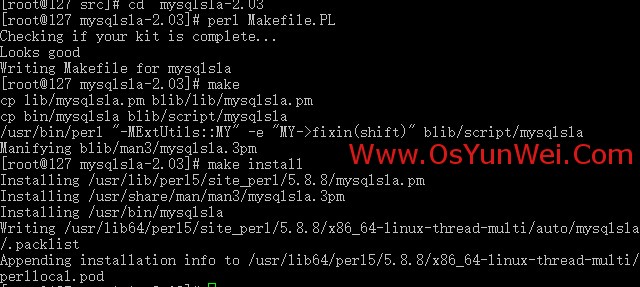 [root@127 src]# cd  mysqlsla-2.03
[root@127 mysqlsla-2.03]# perl Makefile.PL
Checking if your kit is complete...
Looks good
Writing Makefile for mysqlsla
[root@127 mysqlsla-2.03]# make
cp lib/mysqlsla.pm blib/lib/mysqlsla.pm
cp bin/mysqlsla blib/script/mysqlsla
/usr/bin/perl "-MExtUtils::MY" -e "MY->fixin(shift)" blib/script/mysqlsla
Manifying blib/man3/mysqlsla.3pm
[root@127 mysqlsla-2.03]# make install
www.OsYunWei.Com
Installing /usr/lib/perl5/site_perl/5.8.8/mysqlsla.pm
Installing /usr/share/man/man3/mysqlsla.3pm
Installing /usr/bin/mysqlsla
Writing /usr/lib64/perl5/site_perl/5.8.8/x86_64-linux-thread-multi/auto/mysqlsla
/.packlist
Appending installation info to /usr/lib64/perl5/5.8.8/x86_64-linux-thread-multi/
perllocal.pod